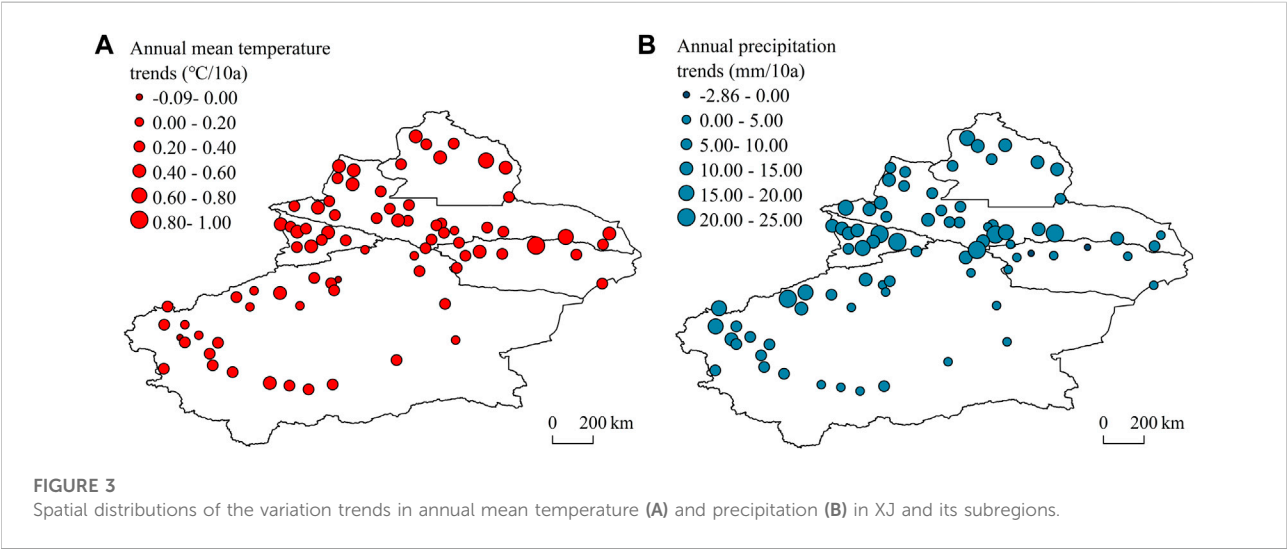 A Annual mean temperature
trends (℃/10a)
-0.09- 0.00
0.00 - 0.20
0.20 - 0.40
0.40 - 0.60
0.60 - 0.80
0.80- 1.00
0 200 km
B Annual precipitation
trends (mm/10a)
-2.86 - 0.00
0.00 - 5.00
5.00- 10.00
10.00 - 15.00
15.00 - 20.00
20.00 - 25.00
0 200 km
FIGURE 3
Spatial distributions of the variation trends in annual mean temperature (A) and precipitation (B) in XJ and its subregions.